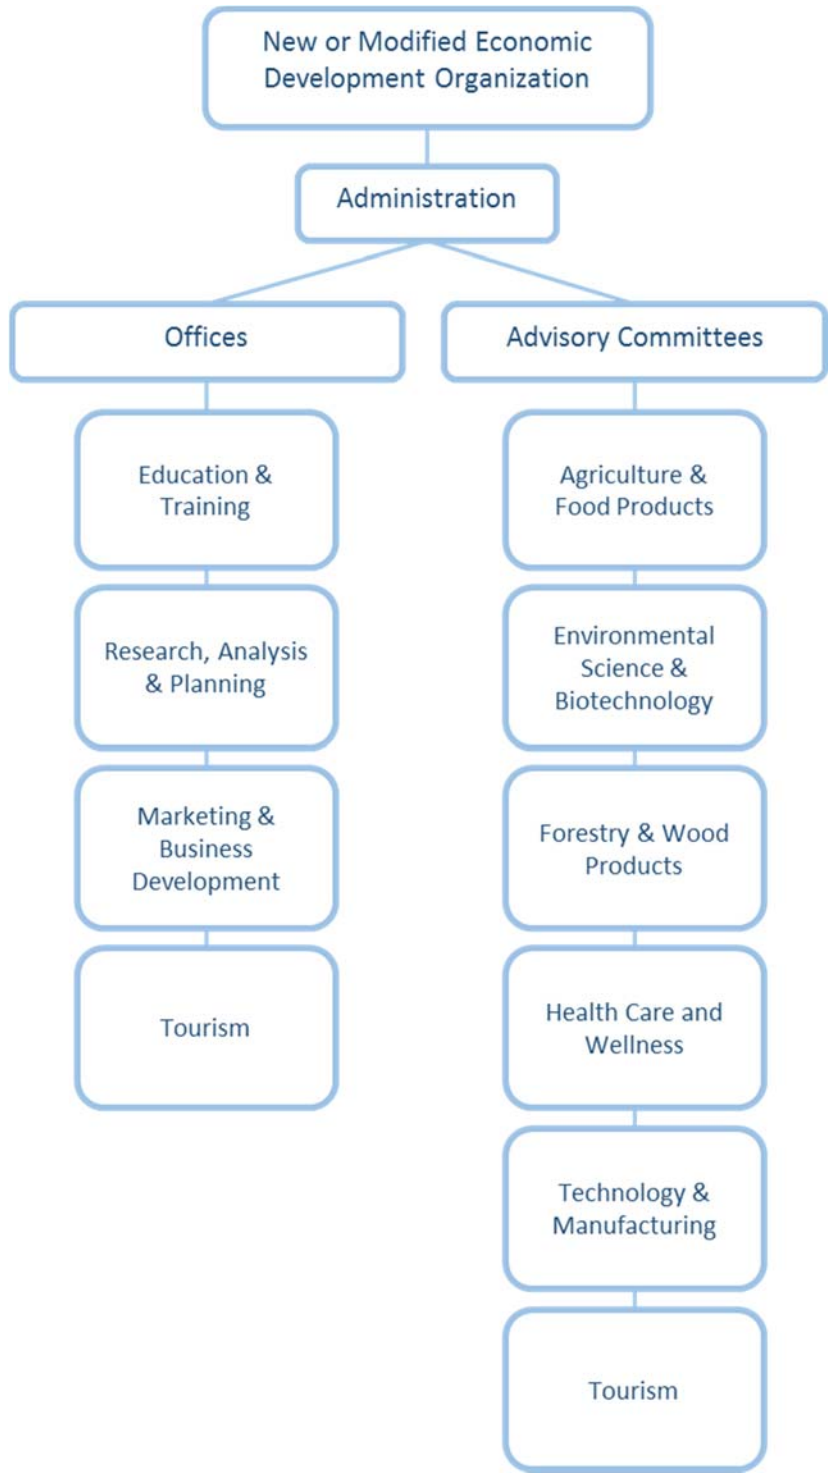 New or Modified Economic
Development Organization
Administration
Offices
Advisory Committees
Education &
Training
Research, Analysis
& Planning
Marketing &
Business
Development
Tourism
Agriculture &
Food Products
Environmental
Science &
Biotechnology
Forestry & Wood
Products
Health Care and
Wellness
Technology &
Manufacturing
Tourism